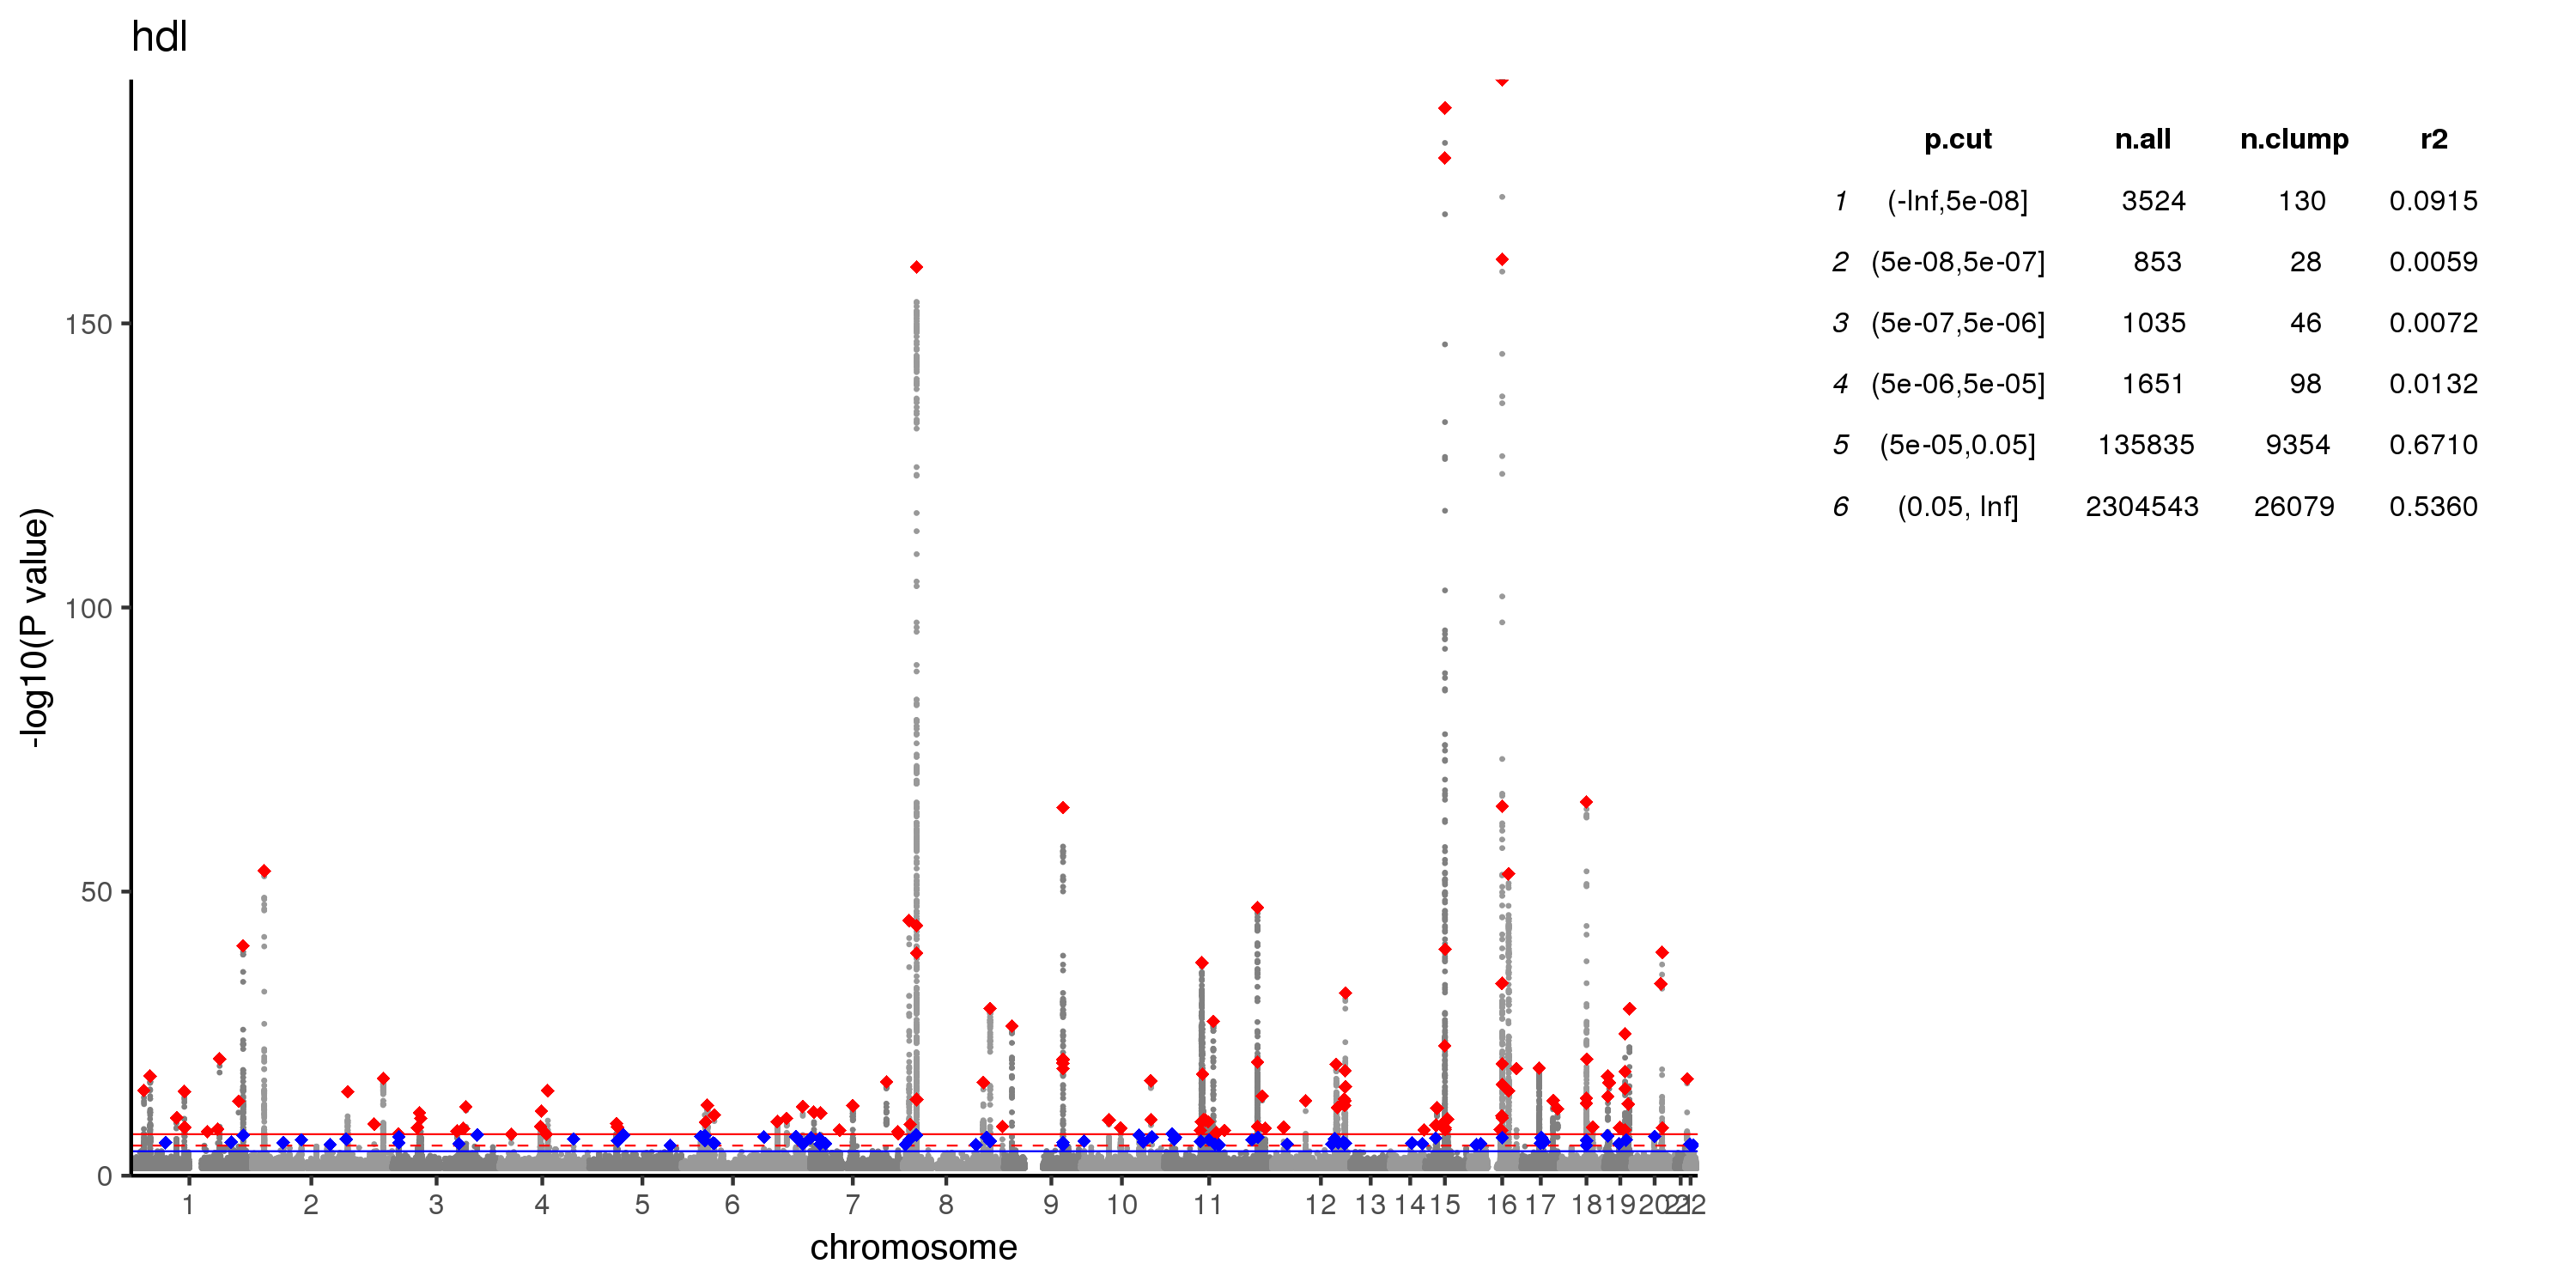 hdl
-log10(P value)
150
100
50
0
1 2 3 4 5 6 7 8 9 10 11 12 13 14 15 16 17 18 19 20 21 22
chromosome
p.cut n.all n.clump r2
1 (-Inf,5e-08] 3524 130 0.0915
2 (5e-08,5e-07] 853 28 0.0059
3 (5e-07,5e-06] 1035 46 0.0072
4 (5e-06,5e-05] 1651 98 0.0132
5 (5e-05,0.05] 135835 9354 0.6710
6 (0.05, Inf] 2304543 26079 0.5360